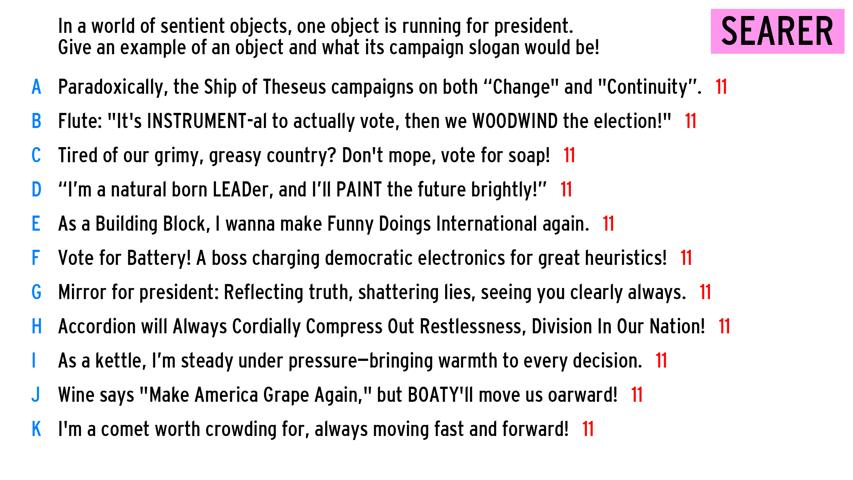 In a world of sentient objects, one object is running for president.
Give an example of an object and what its campaign slogan would be!
SEARER
A Paradoxically, the Ship of Theseus campaigns on both “Change" and "Continuity”. 11
B Flute: "It's INSTRUMENT-al to actually vote, then we WOODWIND the election!" 11
C Tired of our grimy, greasy country? Don't mope, vote for soap! 11
D “I’m a natural born LEADer, and I’ll PAINT the future brightly!” 11
E As a Building Block, I wanna make Funny Doings International again. 11
F Vote for Battery! A boss charging democratic electronics for great heuristics! 11
G Mirror for president: Reflecting truth, shattering lies, seeing you clearly always. 11
H Accordion will Always Cordially Compress Out Restlessness, Division In Our Nation! 11
I As a kettle, I’m steady under pressure—bringing warmth to every decision. 11
J Wine says "Make America Grape Again," but BOATY'll move us oarward! 11
K I'm a comet worth crowding for, always moving fast and forward! 11